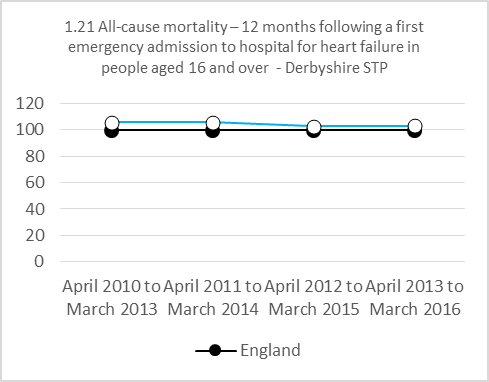 1.21 All-cause mortality – 12 months following a first
emergency admission to hospital for heart failure in
people aged 16 and over  - Derbyshire STP
120
100
80
60
40
20
0
April 2010 to April 2011 to April 2012 to April 2013 to
March 2013 March 2014 March 2015 March 2016
England